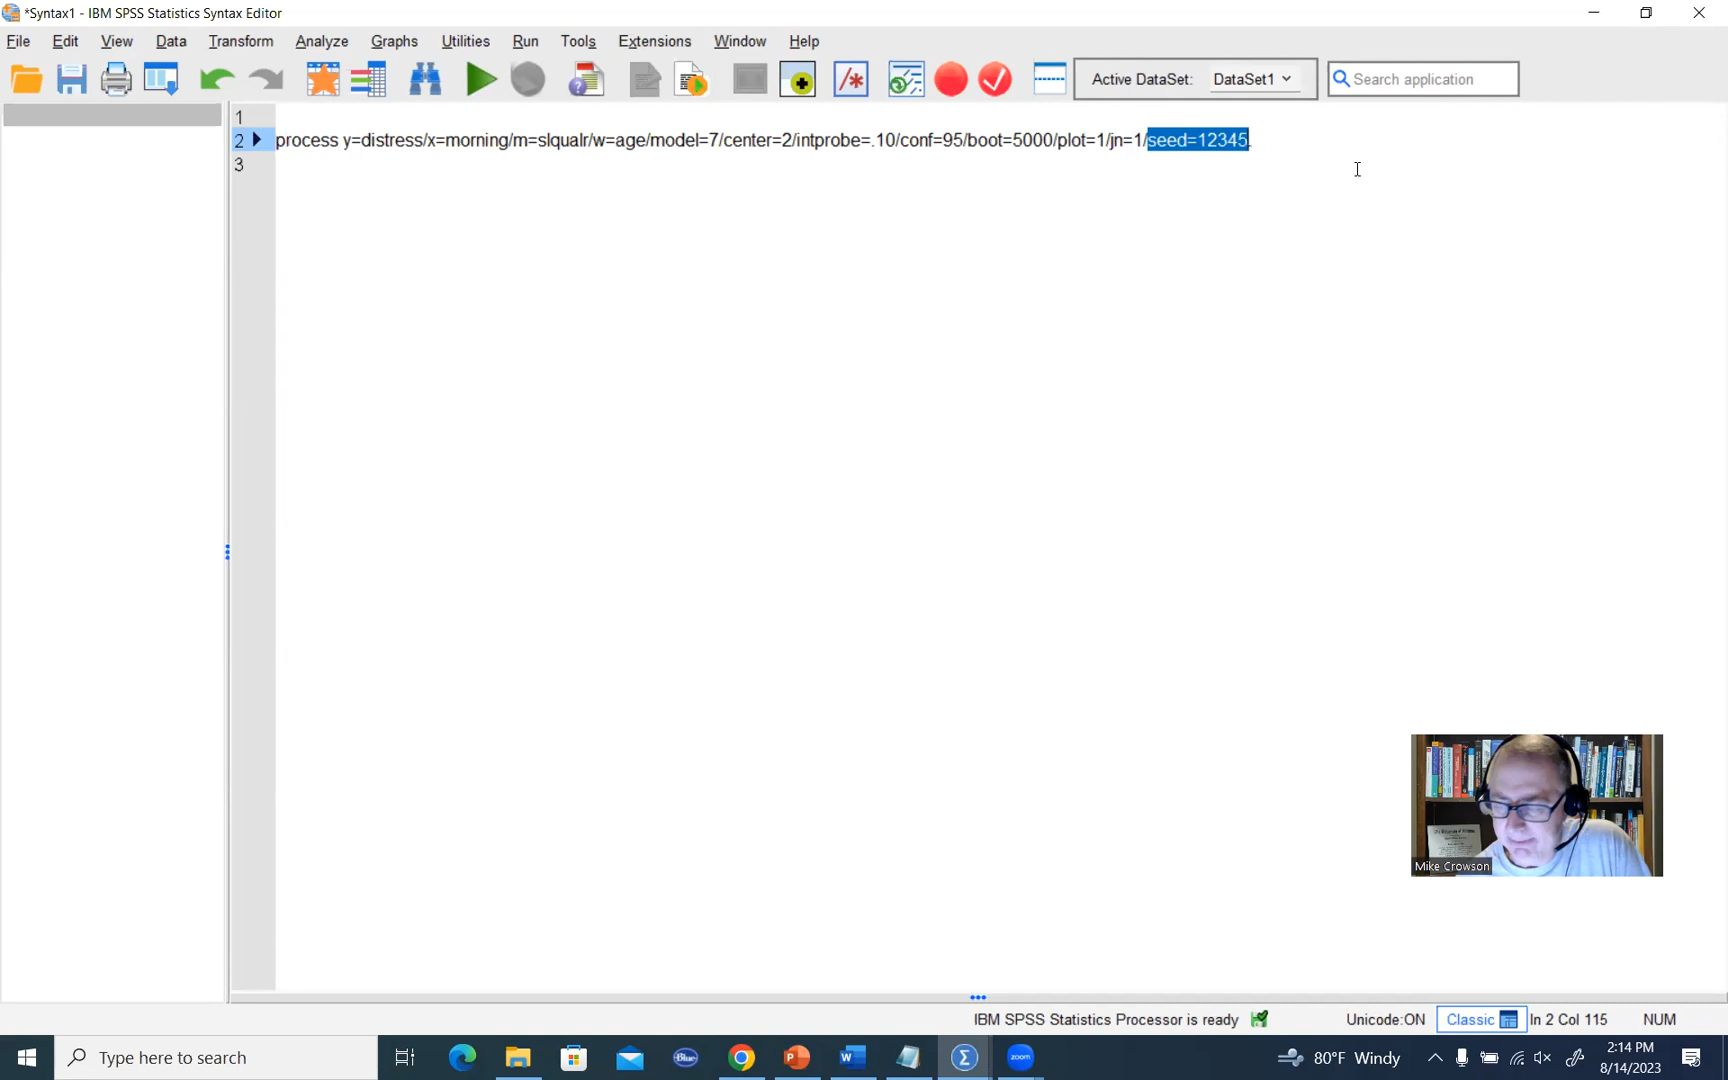 *Syntax1 - IBM SPSS Statistics Syntax Editor
File Edit View Data Transform Analyze Graphs Utilities Run Tools Extensions Window Help
Active DataSet: DataSet1 Search application
1
2 process y=distress/x=morning/m=slqualr/w=age/model=7/center=2/intprobe=.10/conf=95/boot=5000/plot=1/jn=1/seed=12345.
3
Mike Crowson
IBM SPSS Statistics Processor is ready Unicode:ON Classic In 2 Col 115 NUM
Type here to search Blue zoom 80°F Windy 2:14 PM
8/14/2023